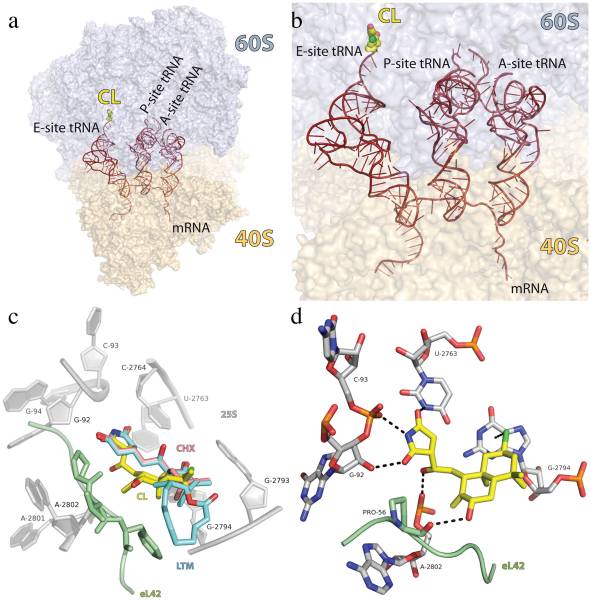 a
60S
CL
P-site tRNA
A-site tRNA
E-site tRNA
mRNA
40S
b
CL
60S
E-site tRNA
P-site tRNA
A-site tRNA
40S
mRNA
c
C-93
C-2764
U-2763
25S
G-94
G-92
CHX
G-2793
CL
A-2802
G-2794
A-2801
LTM
eL42
d
U-2763
C-93
G-92
G-2794
PRO-56
A-2802
eL42